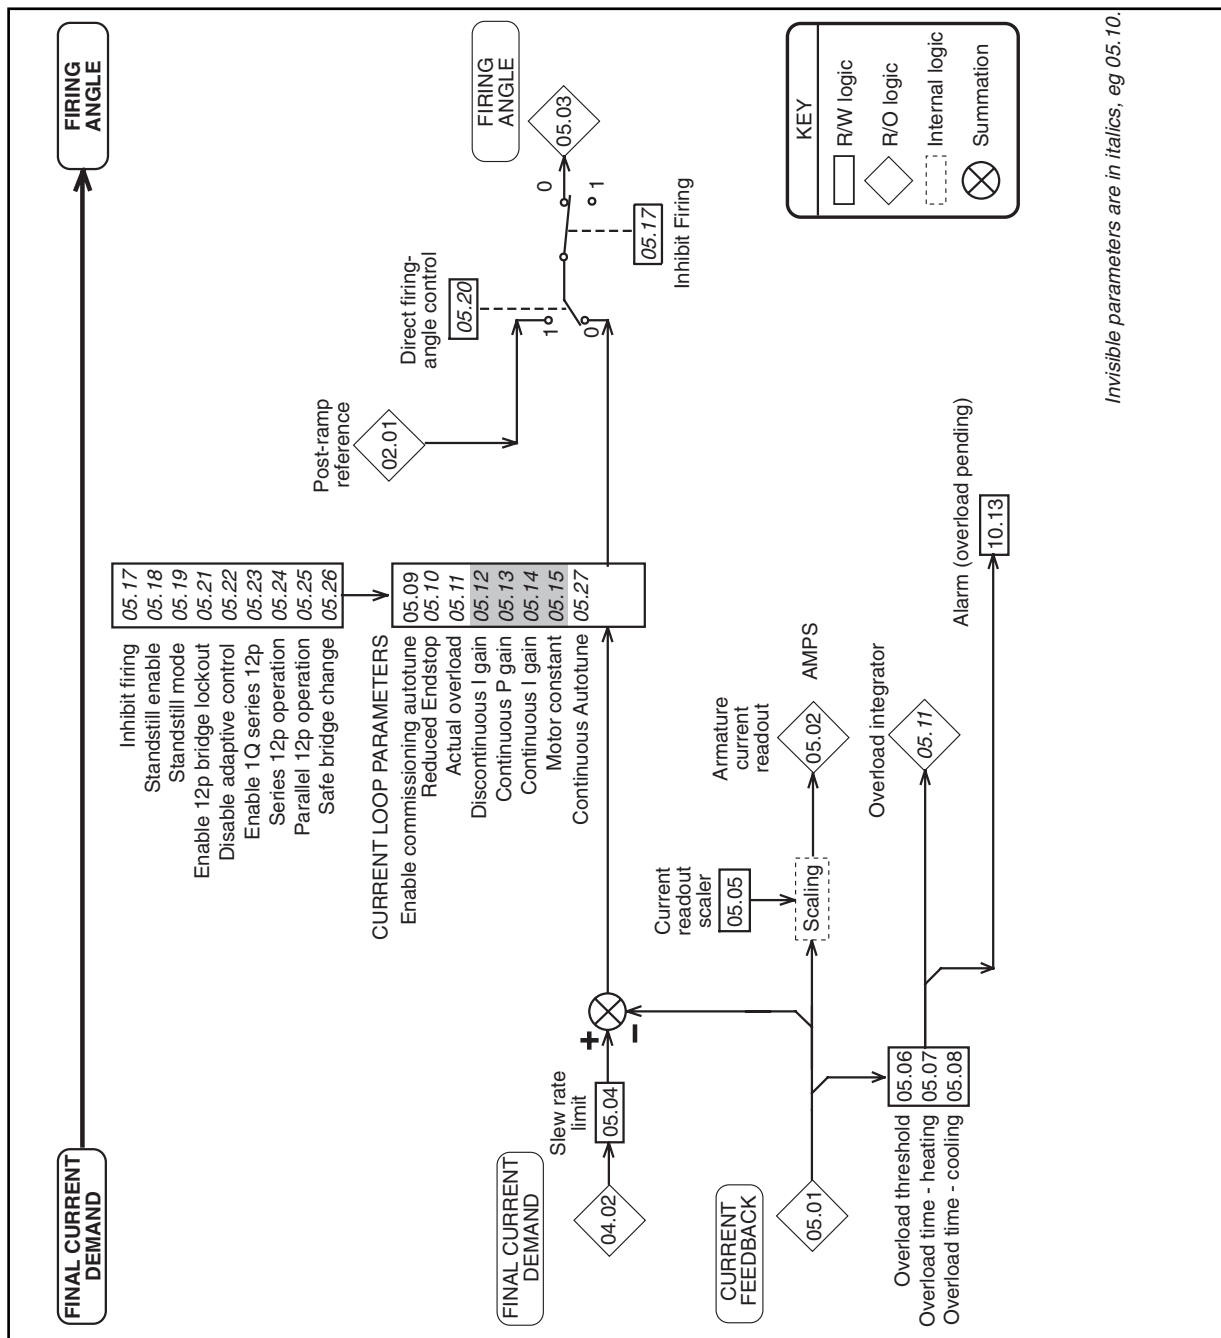 FINAL CURRENT
DEMAND
FIRING
ANGLE
Inhibit firing 05.17
Standstill enable 05.18
Standstill mode 05.19
Enable 12p bridge lockout 05.21
Disable adaptive control 05.22
Enable 1Q series 12p 05.23
Series 12p operation 05.24
Parallel 12p operation 05.25
Safe bridge change 05.26
CURRENT LOOP PARAMETERS
Enable commissioning autotune 05.09
Reduced Endstop 05.10
Actual overload 05.11
Discontinuous I gain 05.12
Continuous P gain 05.13
Continuous I gain 05.14
Motor constant 05.15
Continuous Autotune 05.27
Post-ramp
reference
02.01
Direct firing-
angle control
05.20
1
0
FIRING
ANGLE
05.03
0
1
05.17
Inhibit Firing
FINAL CURRENT
DEMAND
04.02
Slew rate
limit
05.04
+
−
CURRENT
FEEDBACK
05.01
Current
readout
scaler
05.05
Scaling
Armature
current
readout
05.02
AMPS
Overload threshold 05.06
Overload time - heating 05.07
Overload time - cooling 05.08
Overload integrator
05.11
Alarm (overload pending)
10.13
KEY
R/W logic
R/O logic
Internal logic
Summation
Invisible parameters are in italics, eg 05.10.